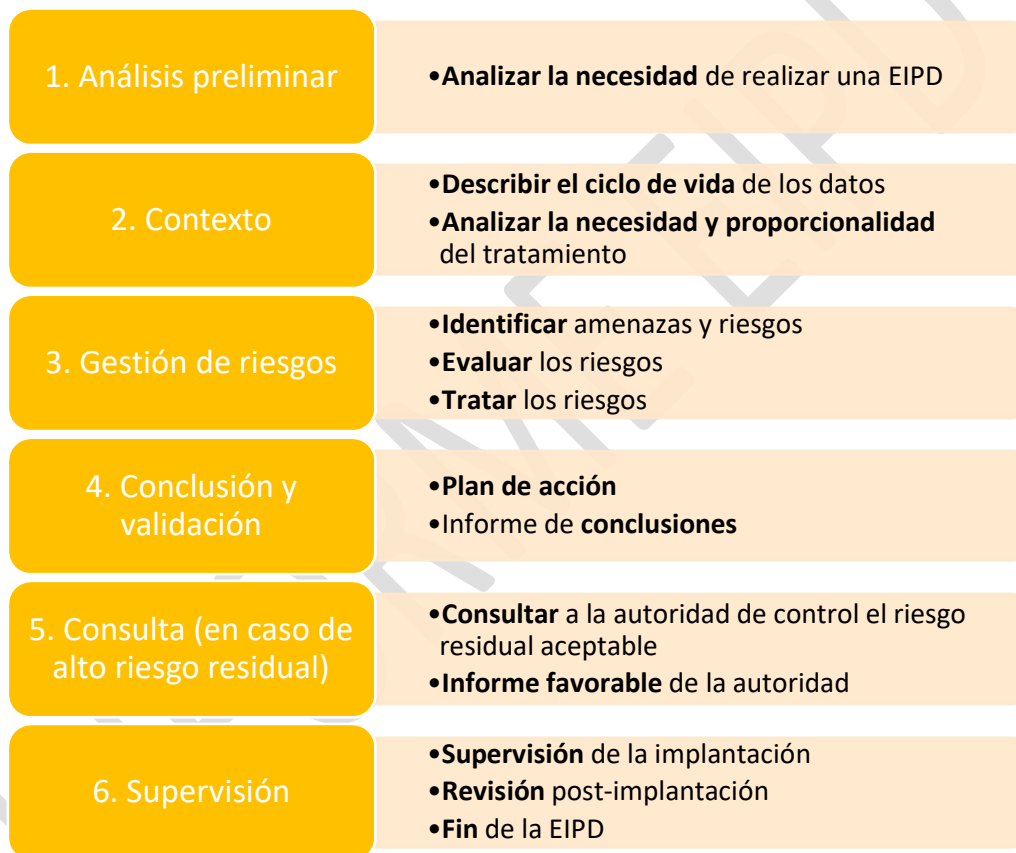 1. Análisis preliminar
•Analizar la necesidad de realizar una EIPD
2. Contexto
•Describir el ciclo de vida de los datos
•Analizar la necesidad y proporcionalidad
del tratamiento
3. Gestión de riesgos
•Identificar amenazas y riesgos
•Evaluar los riesgos
•Tratar los riesgos
4. Conclusión y
validación
•Plan de acción
•Informe de conclusiones
5. Consulta (en caso de
alto riesgo residual)
•Consultar a la autoridad de control el riesgo
residual aceptable
•Informe favorable de la autoridad
6. Supervisión
•Supervisión de la implantación
•Revisión post-implantación
•Fin de la EIPD